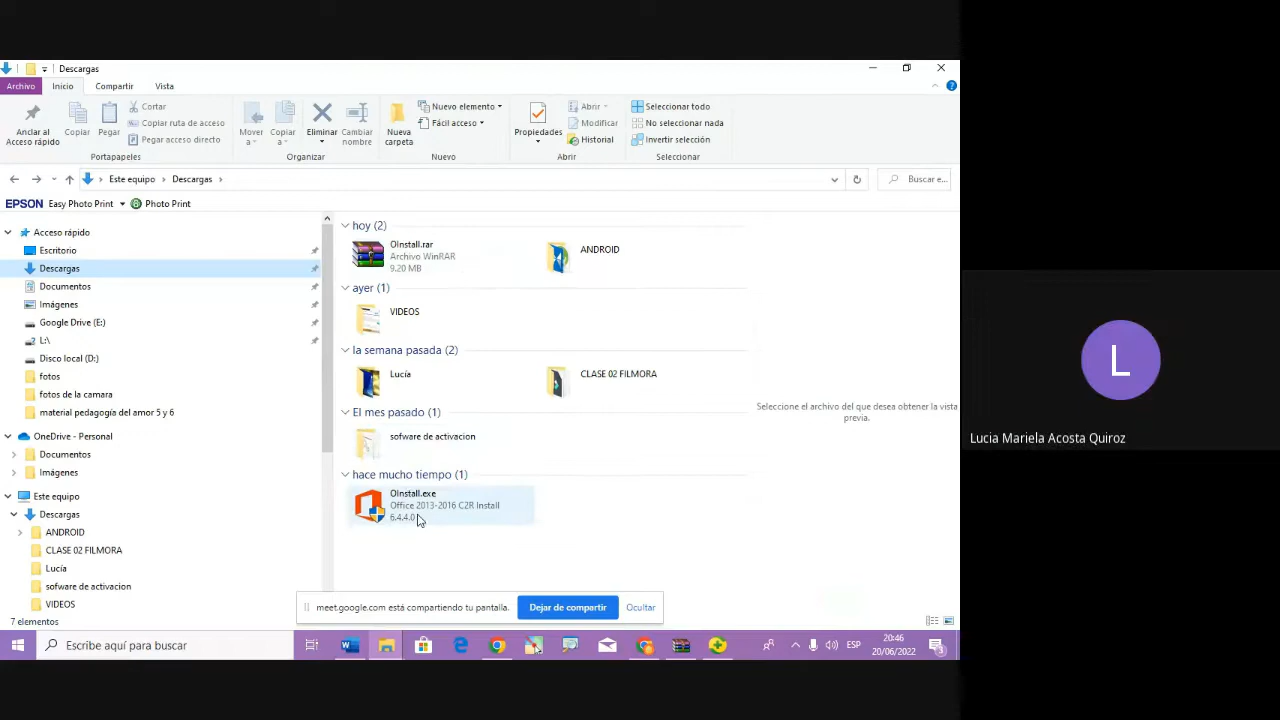 Descargas
Archivo Inicio Compartir Vista
Anclar al Acceso rápido
Copiar
Pegar
Cortar
Copiar ruta de acceso
Pegar acceso directo
Portapapeles
Mover a
Copiar a
Eliminar
Cambiar nombre
Organizar
Nueva carpeta
Nuevo elemento
Fácil acceso
Nuevo
Propiedades
Abrir
Modificar
Historial
Abrir
Seleccionar todo
No seleccionar nada
Invertir selección
Seleccionar
Este equipo > Descargas >
Buscar e...
EPSON Easy Photo Print Photo Print
Acceso rápido
Escritorio
Descargas
Documentos
Imágenes
Google Drive (E:)
L:\
Disco local (D:)
fotos
fotos de la camara
material pedagogía del amor 5 y 6
OneDrive - Personal
Documentos
Imágenes
Este equipo
Descargas
ANDROID
CLASE 02 FILMORA
Lucía
sofware de activacion
VIDEOS
hoy (2)
OInstall.rar
Archivo WinRAR
9.20 MB
ANDROID
ayer (1)
VIDEOS
la semana pasada (2)
Lucía
CLASE 02 FILMORA
El mes pasado (1)
sofware de activacion
hace mucho tiempo (1)
OInstall.exe
Office 2013-2016 C2R Install
6.4.4.0
Seleccione el archivo del que desea obtener la vista
previa.
meet.google.com está compartiendo tu pantalla.
Dejar de compartir
Ocultar
7 elementos
Escribe aquí para buscar
ESP
20:46
20/06/2022
3
L
Lucia Mariela Acosta Quiroz